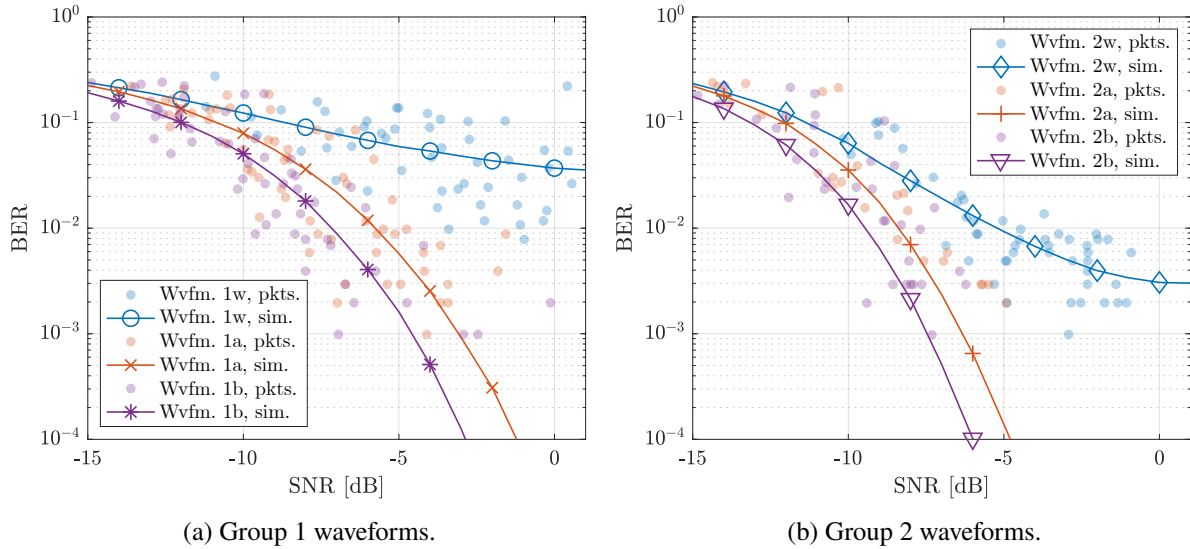 10^0
10^-1
10^-2
10^-3
10^-4
BER
-15
-10
-5
0
SNR [dB]
Wvfm. 1w, pkts.
Wvfm. 1w, sim.
Wvfm. 1a, pkts.
Wvfm. 1a, sim.
Wvfm. 1b, pkts.
Wvfm. 1b, sim.
(a) Group 1 waveforms.
10^0
10^-1
10^-2
10^-3
10^-4
BER
-15
-10
-5
0
SNR [dB]
Wvfm. 2w, pkts.
Wvfm. 2w, sim.
Wvfm. 2a, pkts.
Wvfm. 2a, sim.
Wvfm. 2b, pkts.
Wvfm. 2b, sim.
(b) Group 2 waveforms.